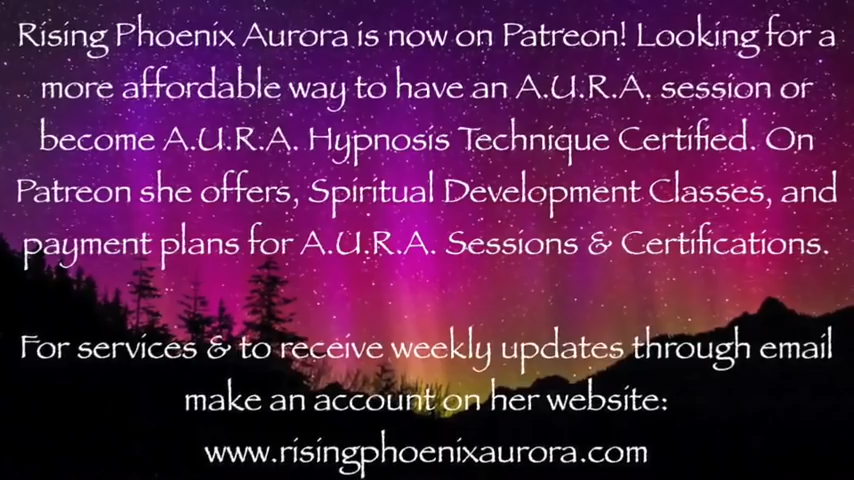 Rising Phoenix Aurora is now on Patreon! Looking for a
more affordable way to have an A.U.R.A. session or
become A.U.R.A. Hypnosis Technique Certified. On
Patreon she offers, Spiritual Development Classes, and
payment plans for A.U.R.A. Sessions & Certifications.
For services & to receive weekly updates through email
make an account on her website:
www.risingphoenixaurora.com